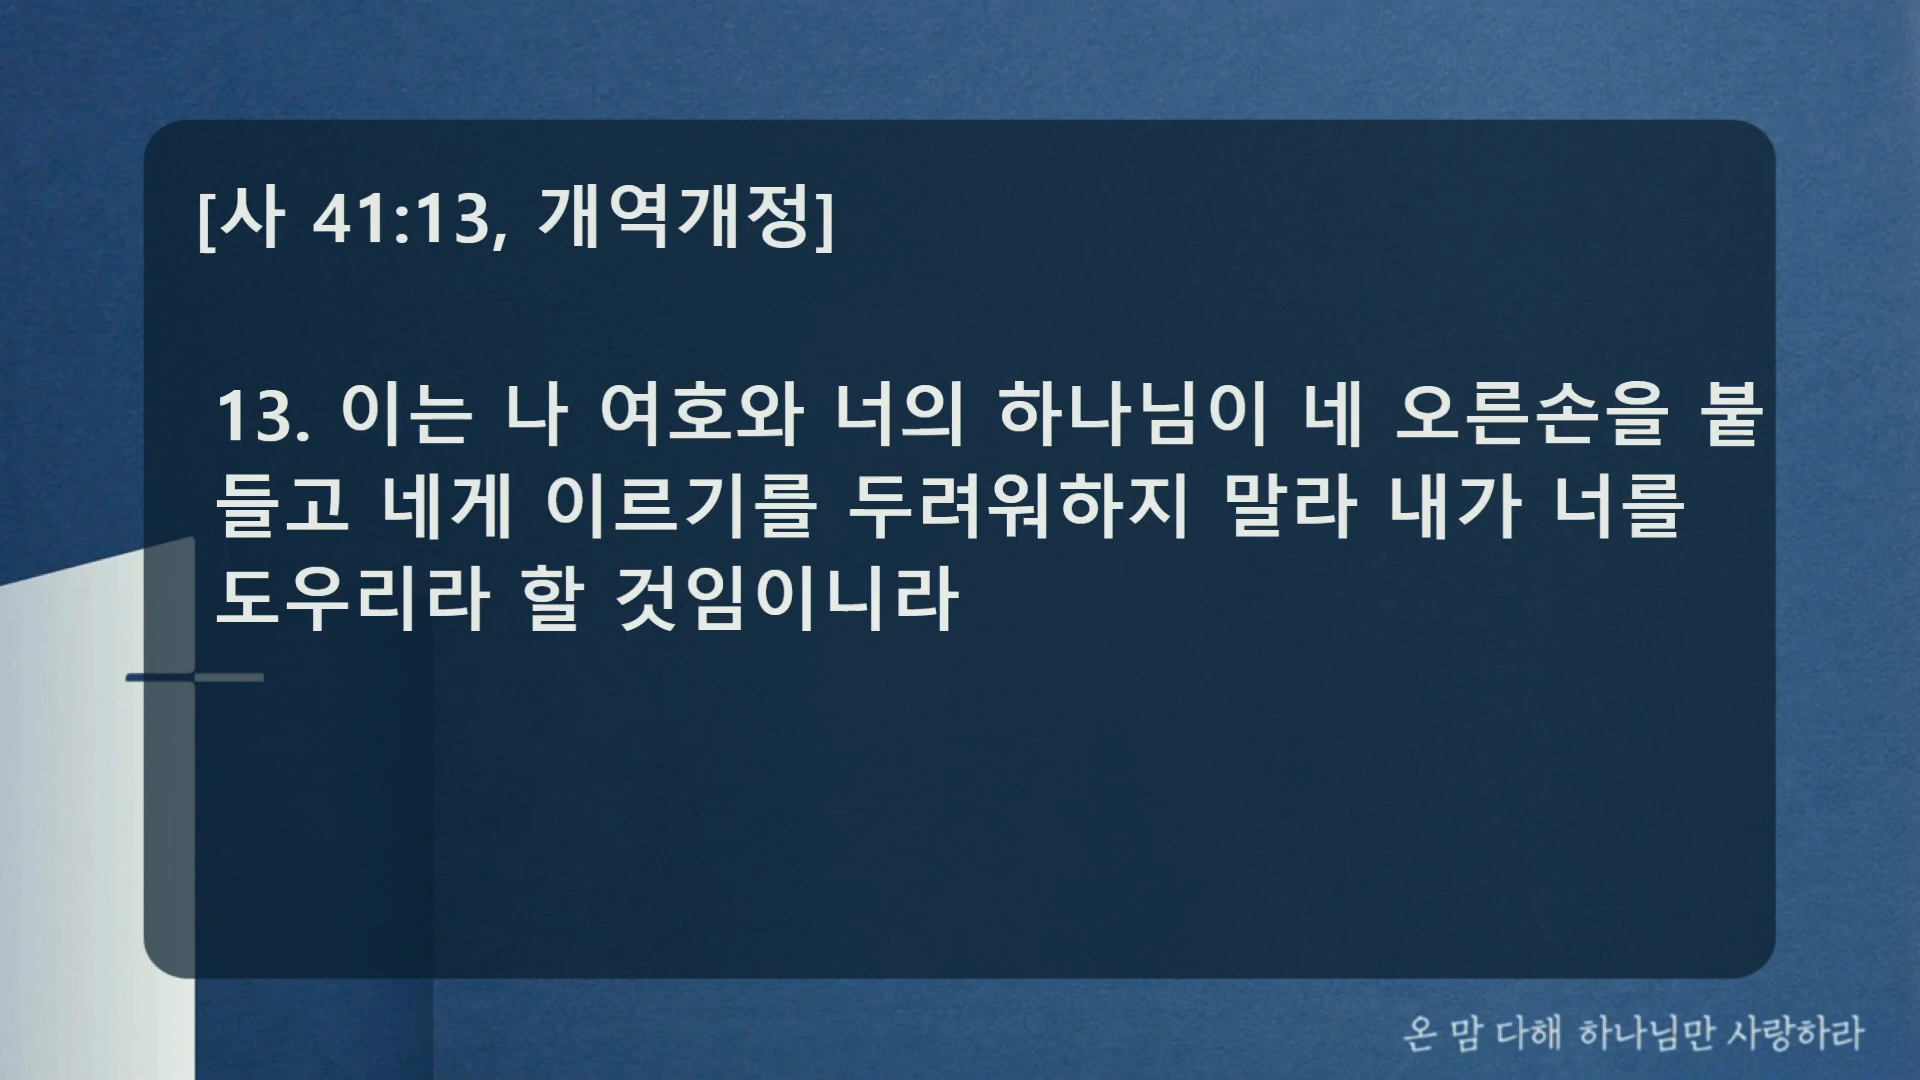 [사 41:13, 개역개정]
13. 이는 나 여호와 너의 하나님이 네 오른손을 붙
들고 네게 이르기를 두려워하지 말라 내가 너를
도우리라 할 것임이니라
온 맘 다해 하나님만 사랑하라